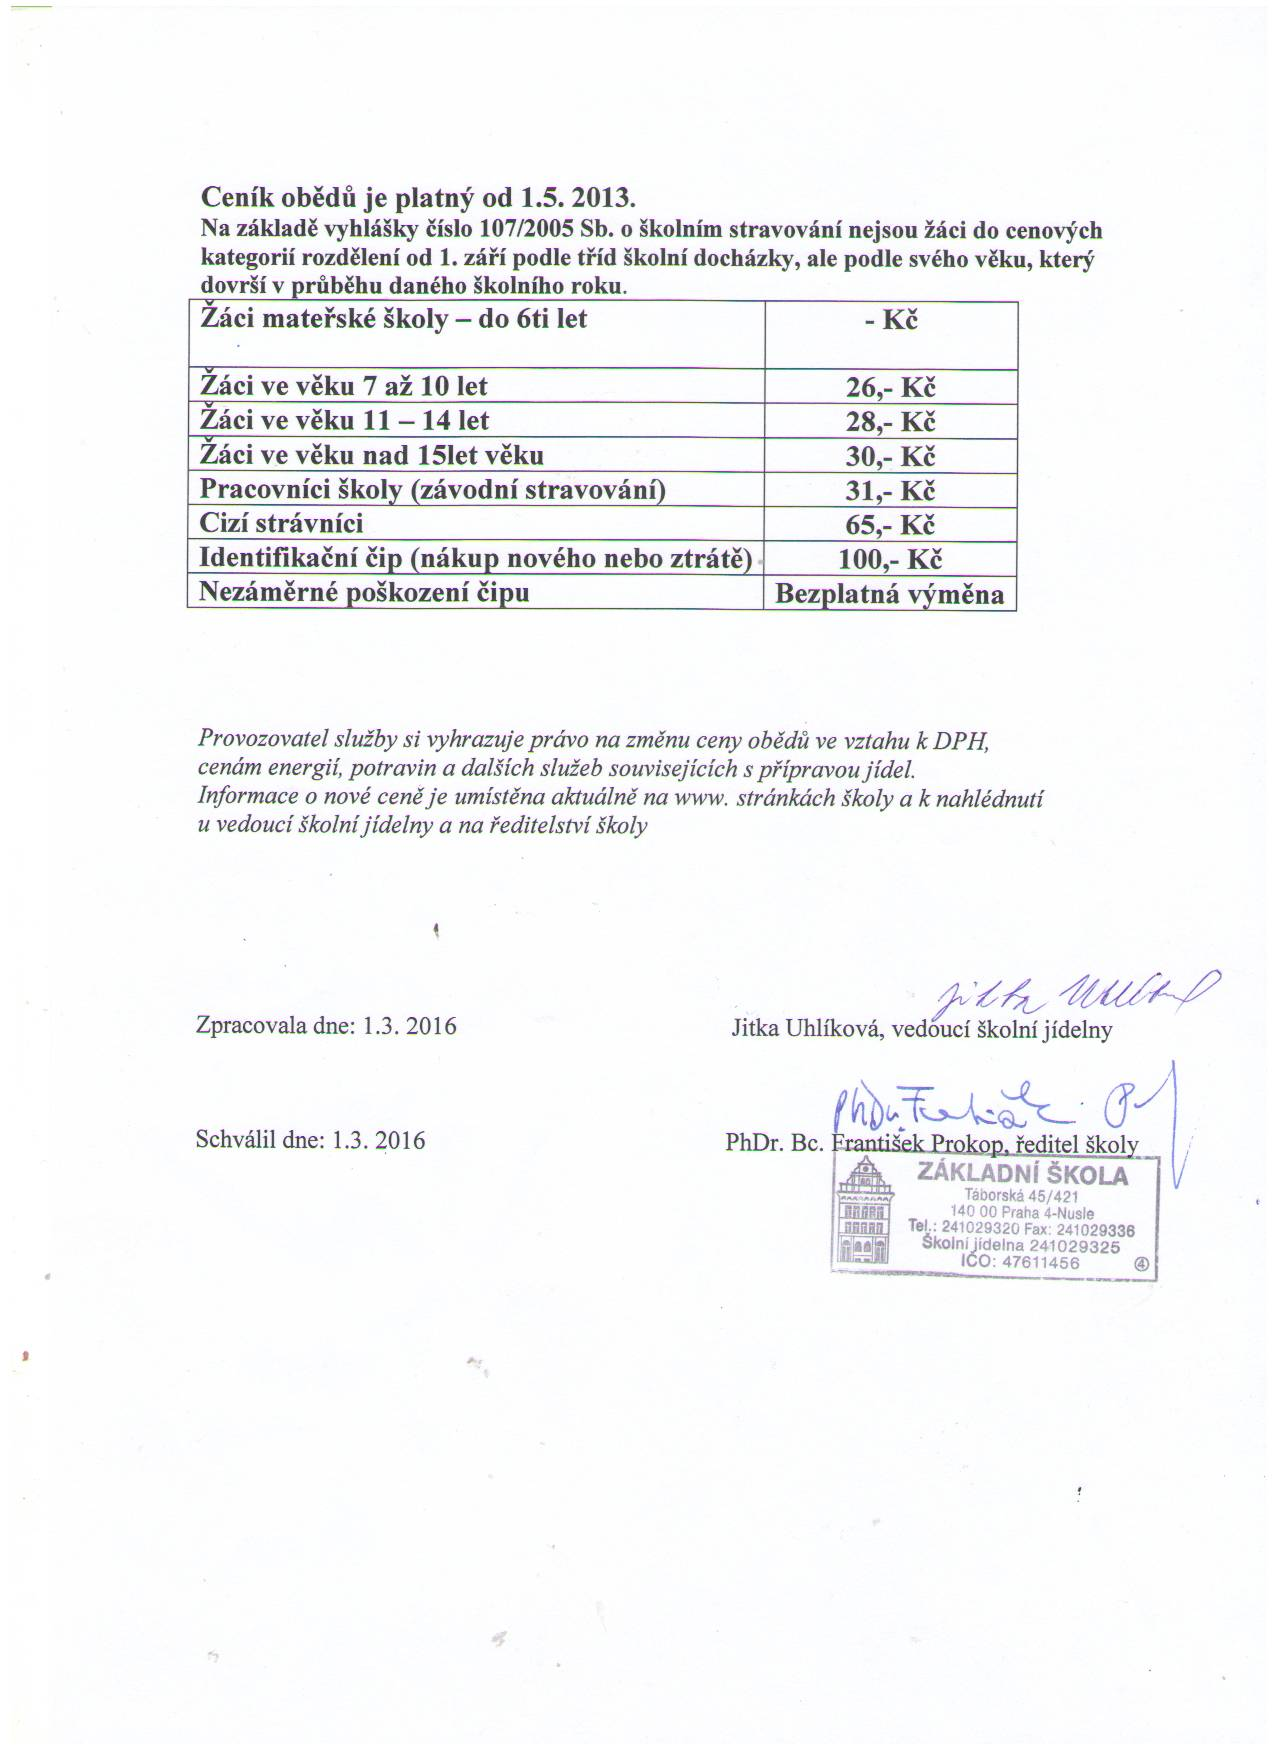 Ceník obědů je platný od 1.5. 2013.
Na základě vyhlášky číslo 107/2005 Sb. o školním stravování nejsou žáci do cenových
kategorií rozdělení od 1. září podle tříd školní docházky, ale podle svého věku, který
dovrší v průběhu daného školního roku.
Žáci mateřské školy – do 6ti let - Kč
Žáci ve věku 7 až 10 let 26,- Kč
Žáci ve věku 11 – 14 let 28,- Kč
Žáci ve věku nad 15let věku 30,- Kč
Pracovníci školy (závodní stravování) 31,- Kč
Cizí strávníci 65,- Kč
Identifikační čip (nákup nového nebo ztrátě) 100,- Kč
Nezáměrné poškození čipu Bezplatná výměna
Provozovatel služby si vyhrazuje právo na změnu ceny obědů ve vztahu k DPH,
cenám energií, potravin a dalších služeb souvisejících s přípravou jídel.
Informace o nové ceně je umístěna aktuálně na www. stránkách školy a k nahlédnutí
u vedoucí školní jídelny a na ředitelství školy
Zpracovala dne: 1.3. 2016 Jitka Uhlíková, vedoucí školní jídelny
Schválil dne: 1.3. 2016 PhDr. Bc. František Prokop, ředitel školy
ZÁKLADNÍ ŠKOLA
Táborská 45/421
140 00 Praha 4-Nusle
Tel.: 241029320 Fax: 241029336
Školní jídelna 241029325
IČO: 47611456 ④